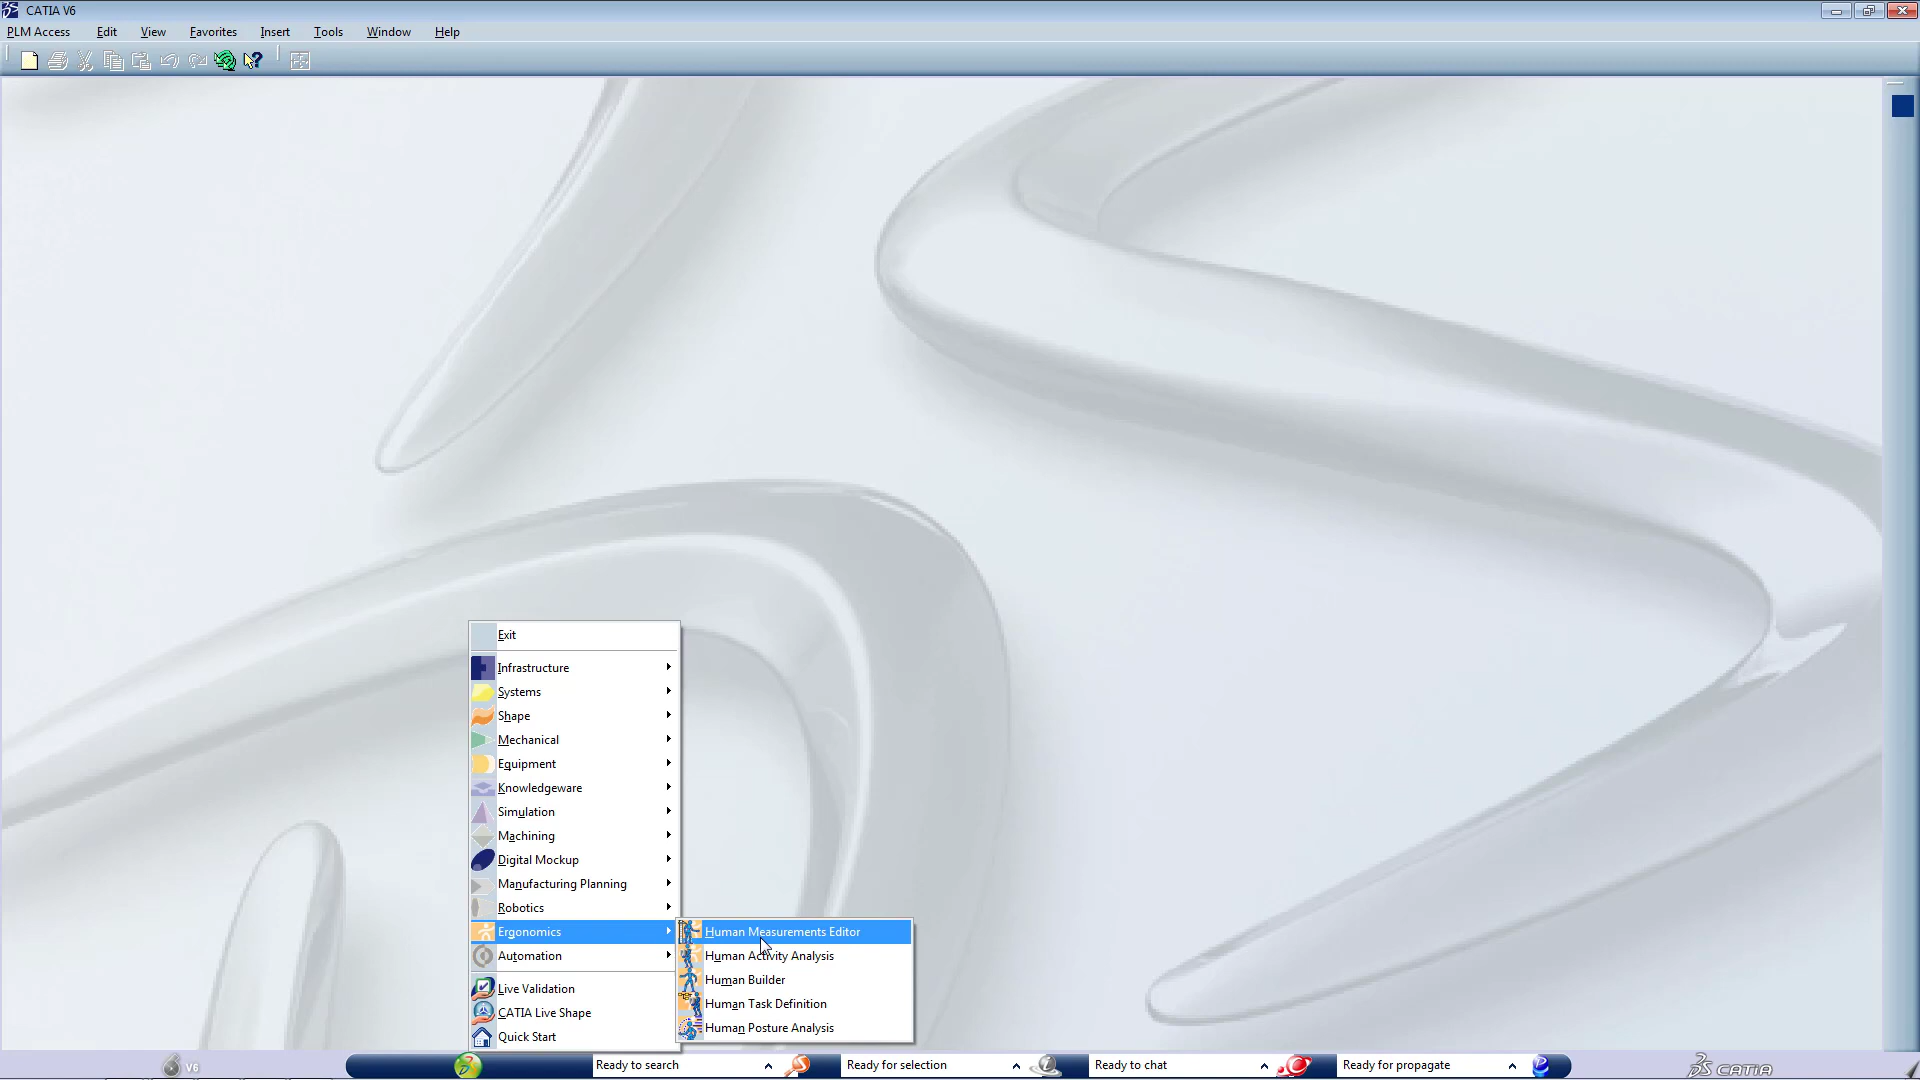 CATIA V6
PLM Access Edit View Favorites Insert Tools Window Help
Exit
Infrastructure
Systems
Shape
Mechanical
Equipment
Knowledgeware
Simulation
Machining
Digital Mockup
Manufacturing Planning
Robotics
Ergonomics
Automation
Live Validation
CATIA Live Shape
Quick Start
Human Measurements Editor
Human Activity Analysis
Human Builder
Human Task Definition
Human Posture Analysis
V6 Ready to search Ready for selection Ready to chat Ready for propagate CATIA